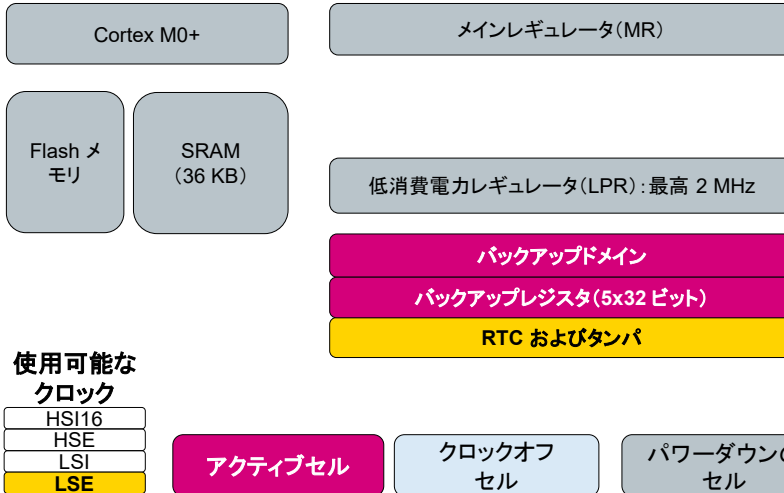 Cortex M0+
メインレギュレータ(MR)
Flash メ
モリ
SRAM
(36 KB)
低消費電力レギュレータ(LPR):最高 2 MHz
バックアップドメイン
バックアップレジスタ(5x32 ビット)
RTC およびタンパ
使用可能な
クロック
HSI16
HSE
LSI
LSE
アクティブセル
クロックオフ
セル
パワーダウンの
セル